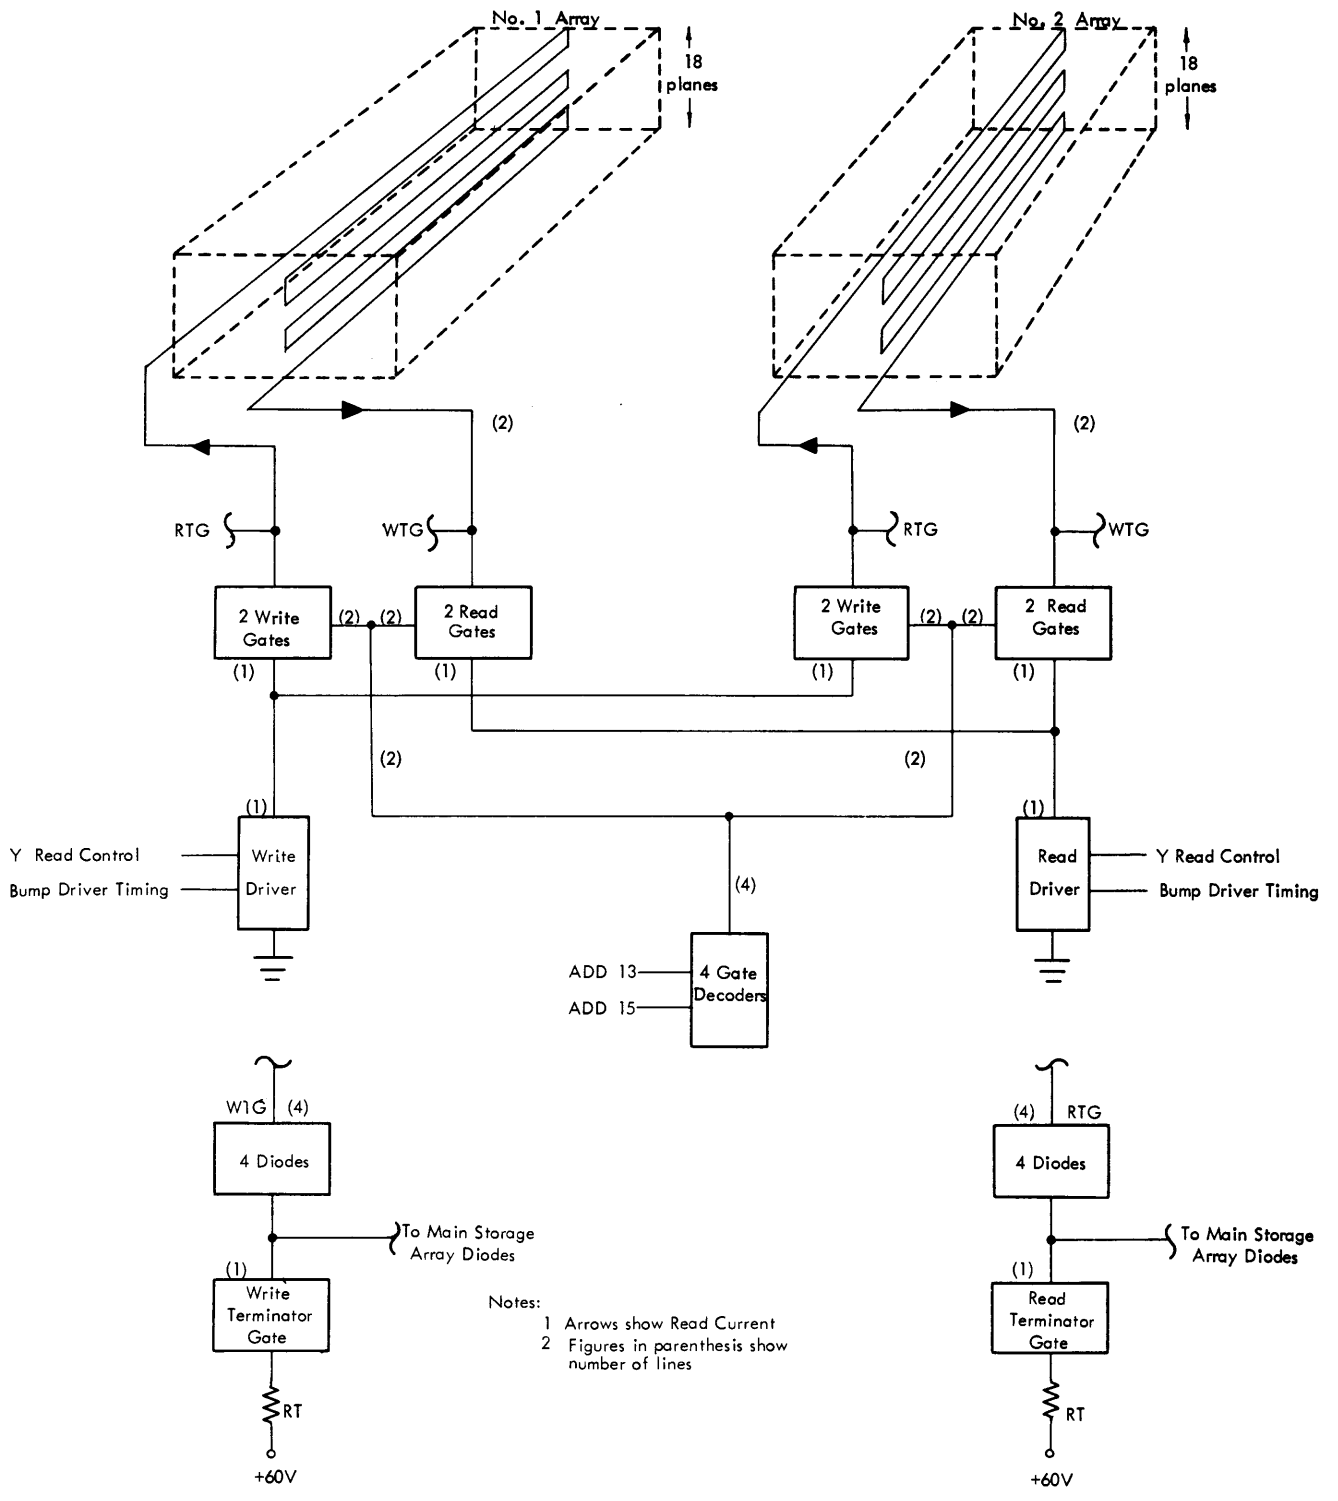 No. 1 Array
No. 2 Array
18
planes
18
planes
(2)
(2)
RTG
WTG
RTG
WTG
2 Write
Gates
(2) (2)
2 Read
Gates
2 Write
Gates
(2) (2)
2 Read
Gates
(1)
(1)
(1)
(1)
(2)
(2)
(1)
(1)
Y Read Control
Bump Driver Timing
Write
Driver
Read
Driver
Y Read Control
Bump Driver Timing
(4)
ADD 13
ADD 15
4 Gate
Decoders
W1G (4)
(4) RTG
4 Diodes
4 Diodes
To Main Storage
Array Diodes
To Main Storage
Array Diodes
(1)
(1)
Write
Terminator
Gate
Read
Terminator
Gate
Notes:
1 Arrows show Read Current
2 Figures in parenthesis show
number of lines
RT
RT
+60V
+60V